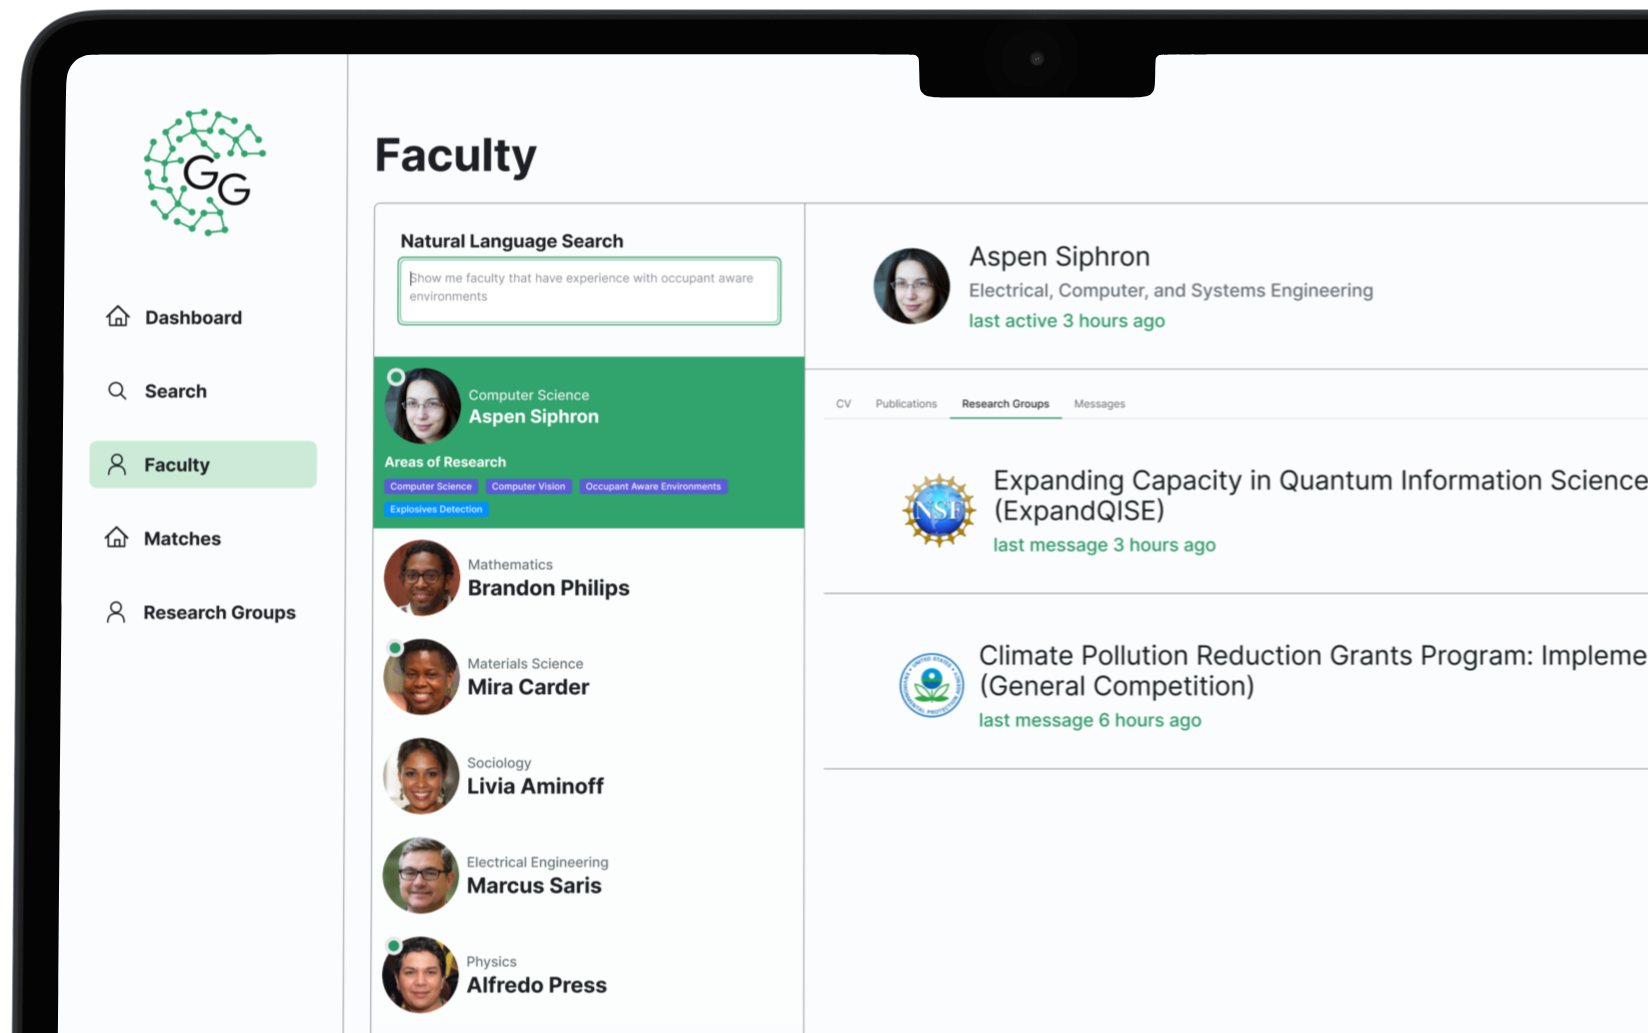 GG
Dashboard
Search
Faculty
Matches
Research Groups
Faculty
Natural Language Search
Show me faculty that have experience with occupant aware
environments
Computer Science
Aspen Siphron
Areas of Research
Computer Science Computer Vision Occupant Aware Environments
Explosives Detection
Mathematics
Brandon Philips
Materials Science
Mira Carder
Sociology
Livia Aminoff
Electrical Engineering
Marcus Saris
Physics
Alfredo Press
Aspen Siphron
Electrical, Computer, and Systems Engineering
last active 3 hours ago
CV Publications Research Groups Messages
NSF
Expanding Capacity in Quantum Information Science
(ExpandQISE)
last message 3 hours ago
UNITED STATES
ENVIRONMENTAL PROTECTION AGENCY
Climate Pollution Reduction Grants Program: Impleme
(General Competition)
last message 6 hours ago